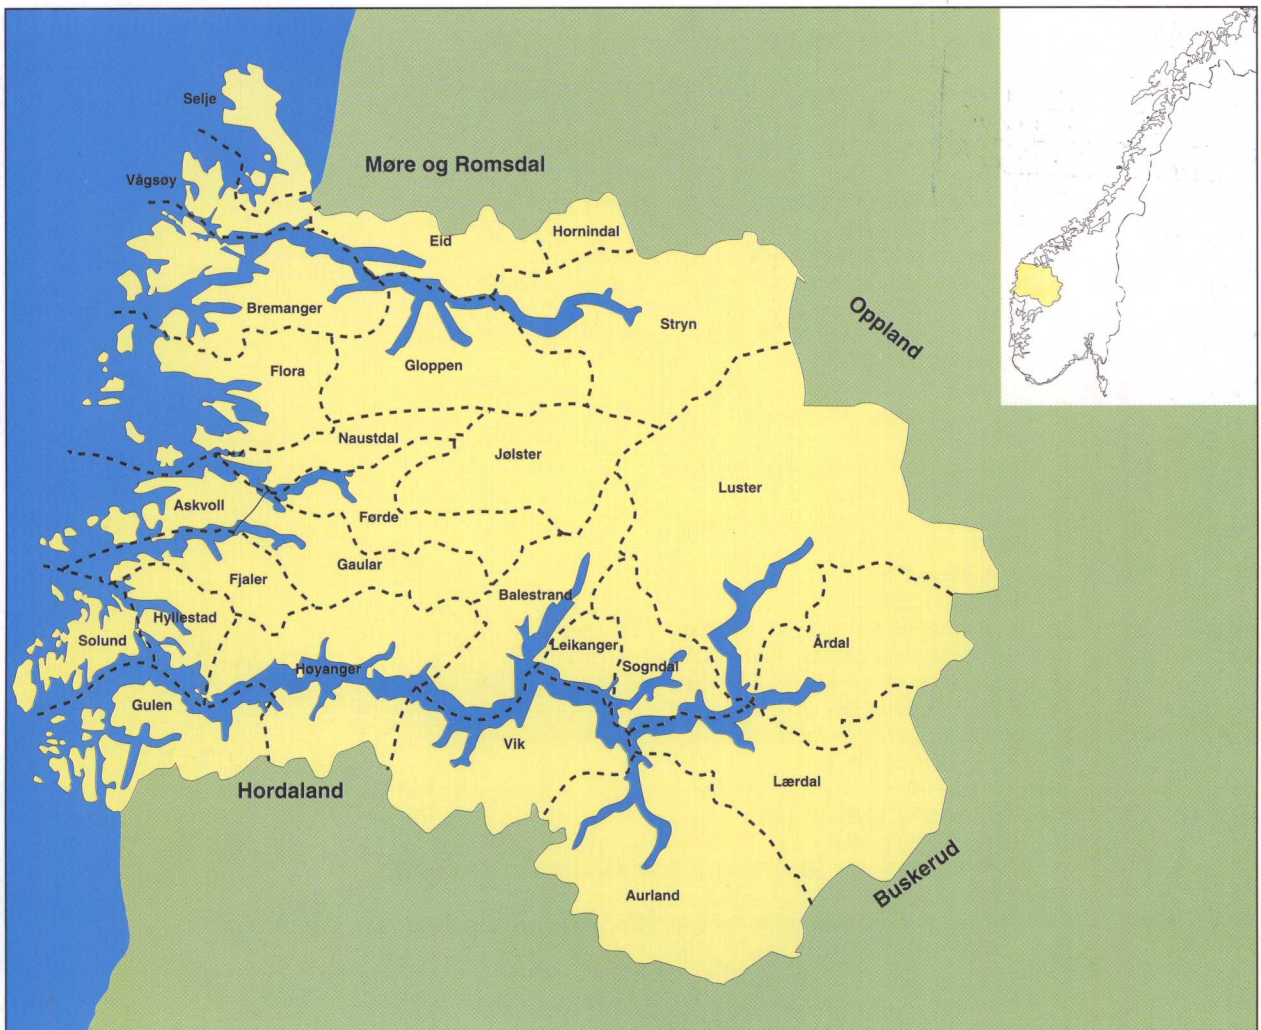 Selje
Møre og Romsdal
Vågsøy
Hornindal
Eid
Bremanger
Stryn
Oppland
Gloppen
Flora
Naustdal
Jølster
Luster
Askvoll
Førde
Gaular
Fjaler
Balestrand
Hyllestad
Solund
Leikanger
Årdal
Høyanger
Sogndal
Gulen
Vik
Lærdal
Hordaland
Buskerud
Aurland